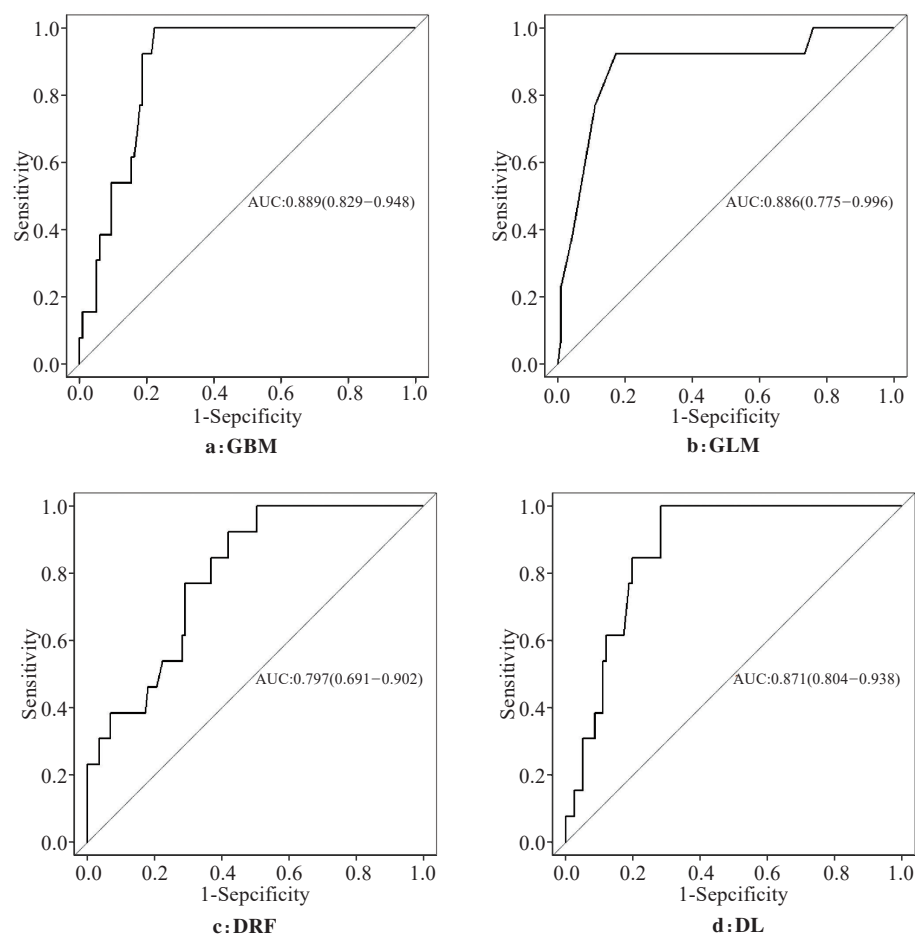 1.0
0.8
0.6
0.4
0.2
0.0
Sensitivity
AUC:0.889(0.829−0.948)
0.0 0.2 0.4 0.6 0.8 1.0
1-Sepcificity
a:GBM
1.0
0.8
0.6
0.4
0.2
0.0
Sensitivity
AUC:0.886(0.775−0.996)
0.0 0.2 0.4 0.6 0.8 1.0
1-Sepcificity
b:GLM
1.0
0.8
0.6
0.4
0.2
0.0
Sensitivity
AUC:0.797(0.691−0.902)
0.0 0.2 0.4 0.6 0.8 1.0
1-Sepcificity
c:DRF
1.0
0.8
0.6
0.4
0.2
0.0
Sensitivity
AUC:0.871(0.804−0.938)
0.0 0.2 0.4 0.6 0.8 1.0
1-Sepcificity
d:DL